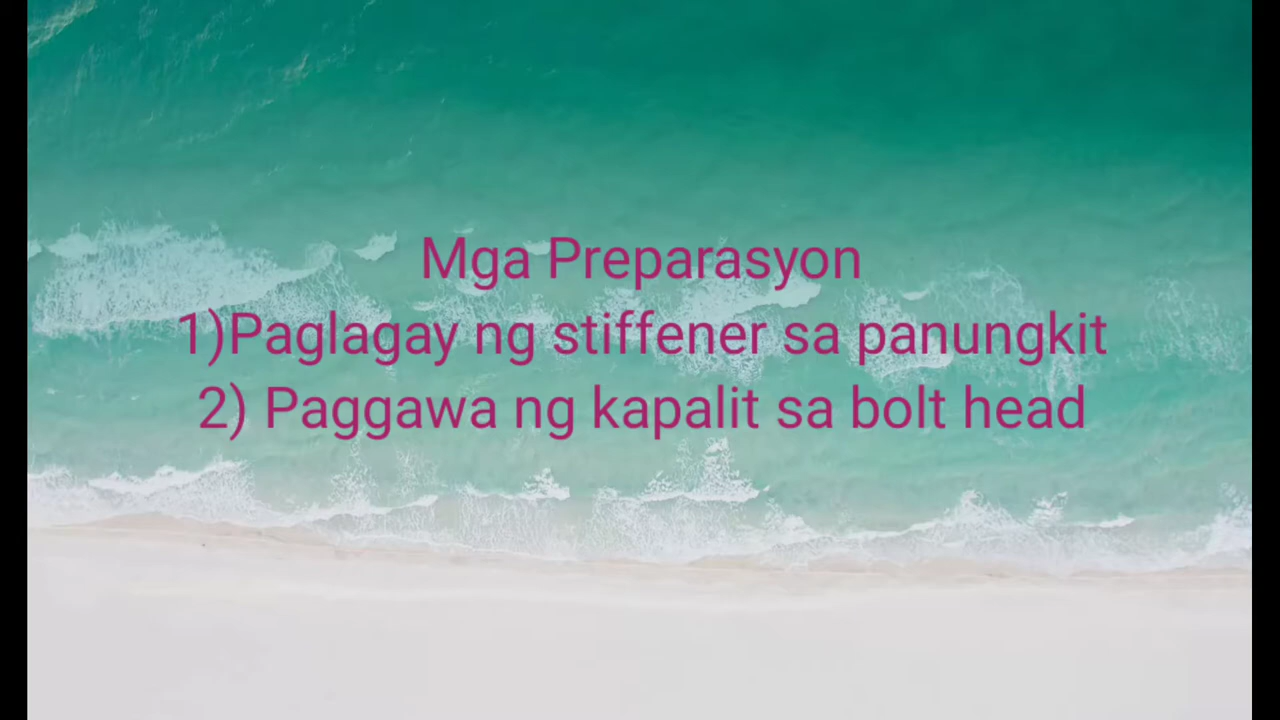 Mga Preparasyon
1)Paglagay ng stiffener sa panungkit
2) Paggawa ng kapalit sa bolt head